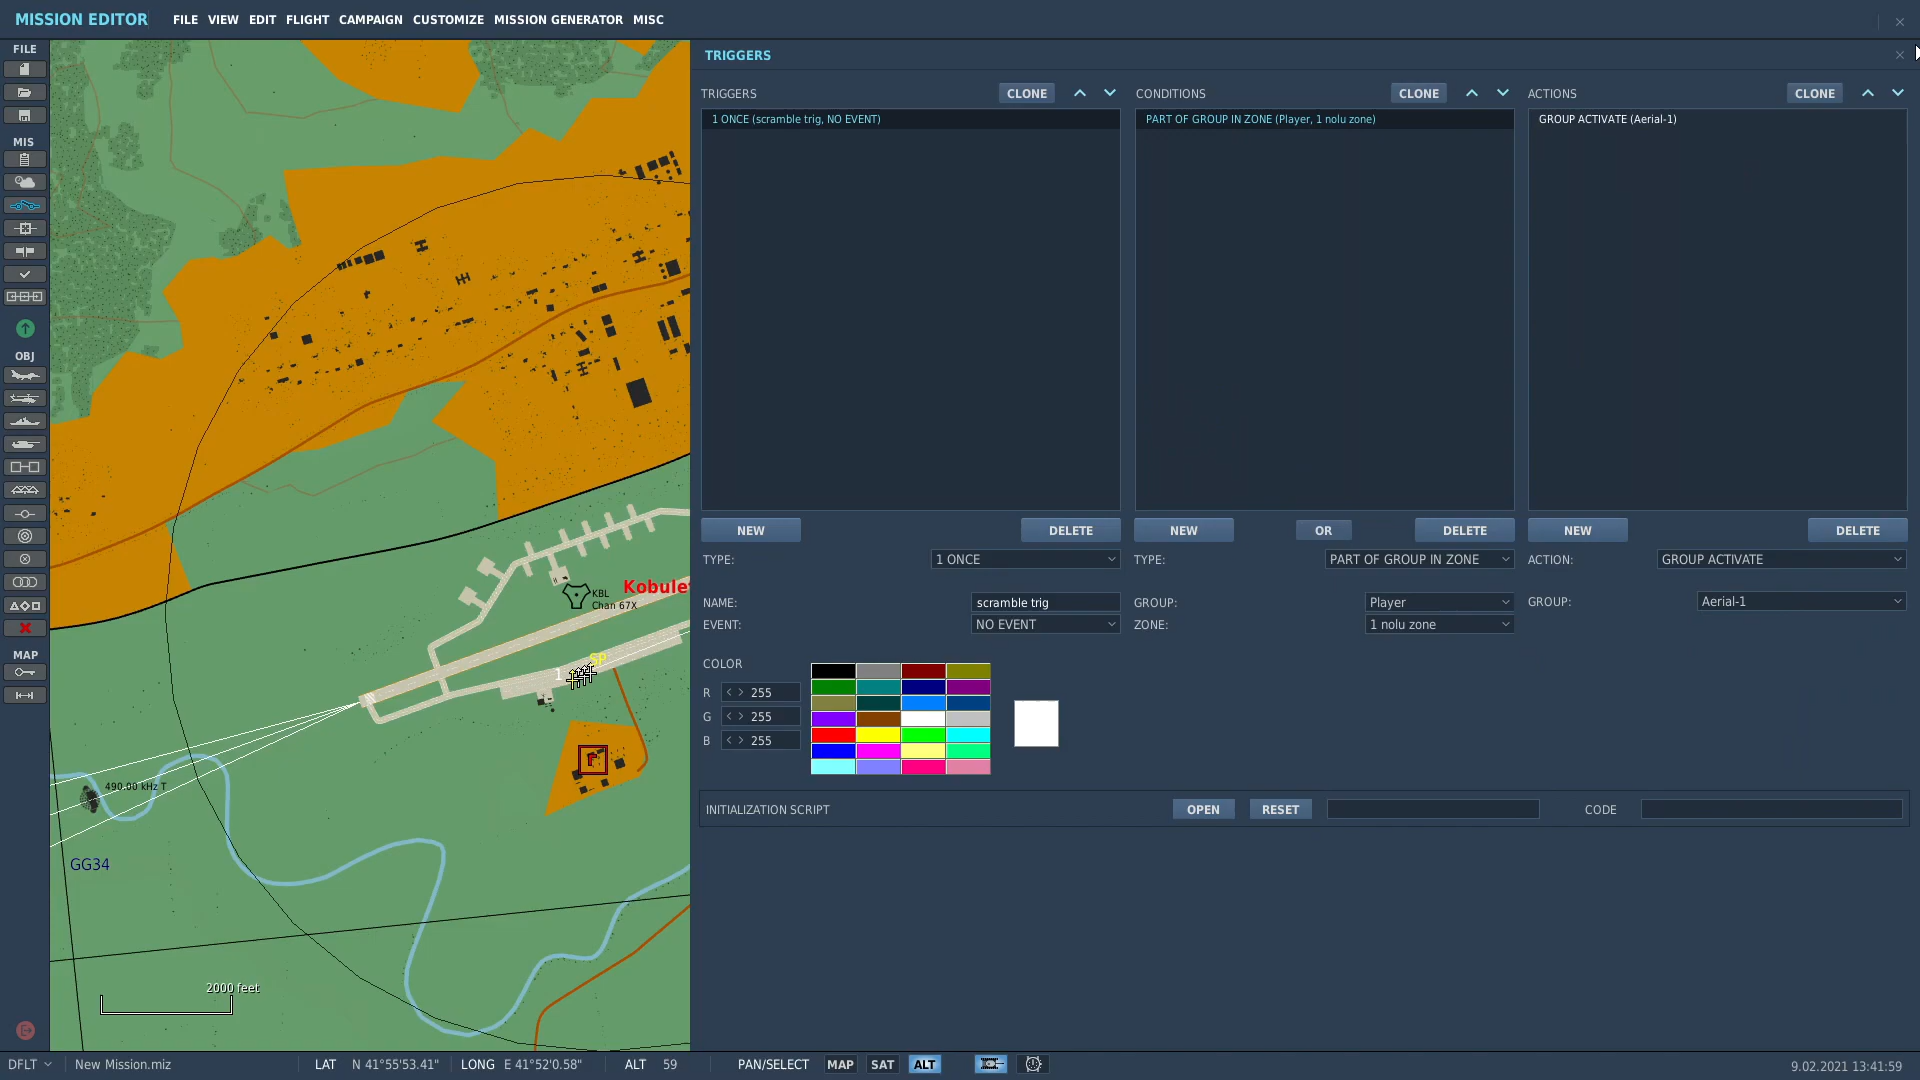 MISSION EDITOR
FILE VIEW EDIT FLIGHT CAMPAIGN CUSTOMIZE MISSION GENERATOR MISC
FILE
MIS
OBJ
MAP
TRIGGERS
TRIGGERS
CLONE
1 ONCE (scramble trig, NO EVENT)
NEW
DELETE
TYPE:
1 ONCE
NAME:
scramble trig
EVENT:
NO EVENT
COLOR
R
< > 255
G
< > 255
B
< > 255
CONDITIONS
CLONE
PART OF GROUP IN ZONE (Player, 1 nolu zone)
NEW
OR
DELETE
TYPE:
PART OF GROUP IN ZONE
GROUP:
Player
ZONE:
1 nolu zone
ACTIONS
CLONE
GROUP ACTIVATE (Aerial-1)
NEW
DELETE
ACTION:
GROUP ACTIVATE
GROUP:
Aerial-1
INITIALIZATION SCRIPT
OPEN
RESET
CODE
KBL
Chan 67X
Kobule
SP
1
F
490.00 kHz T
GG34
2000 feet
DFLT
New Mission.miz
LAT N 41°55'53.41"
LONG E 41°52'0.58"
ALT 59
PAN/SELECT
MAP
SAT
ALT
9.02.2021 13:41:59